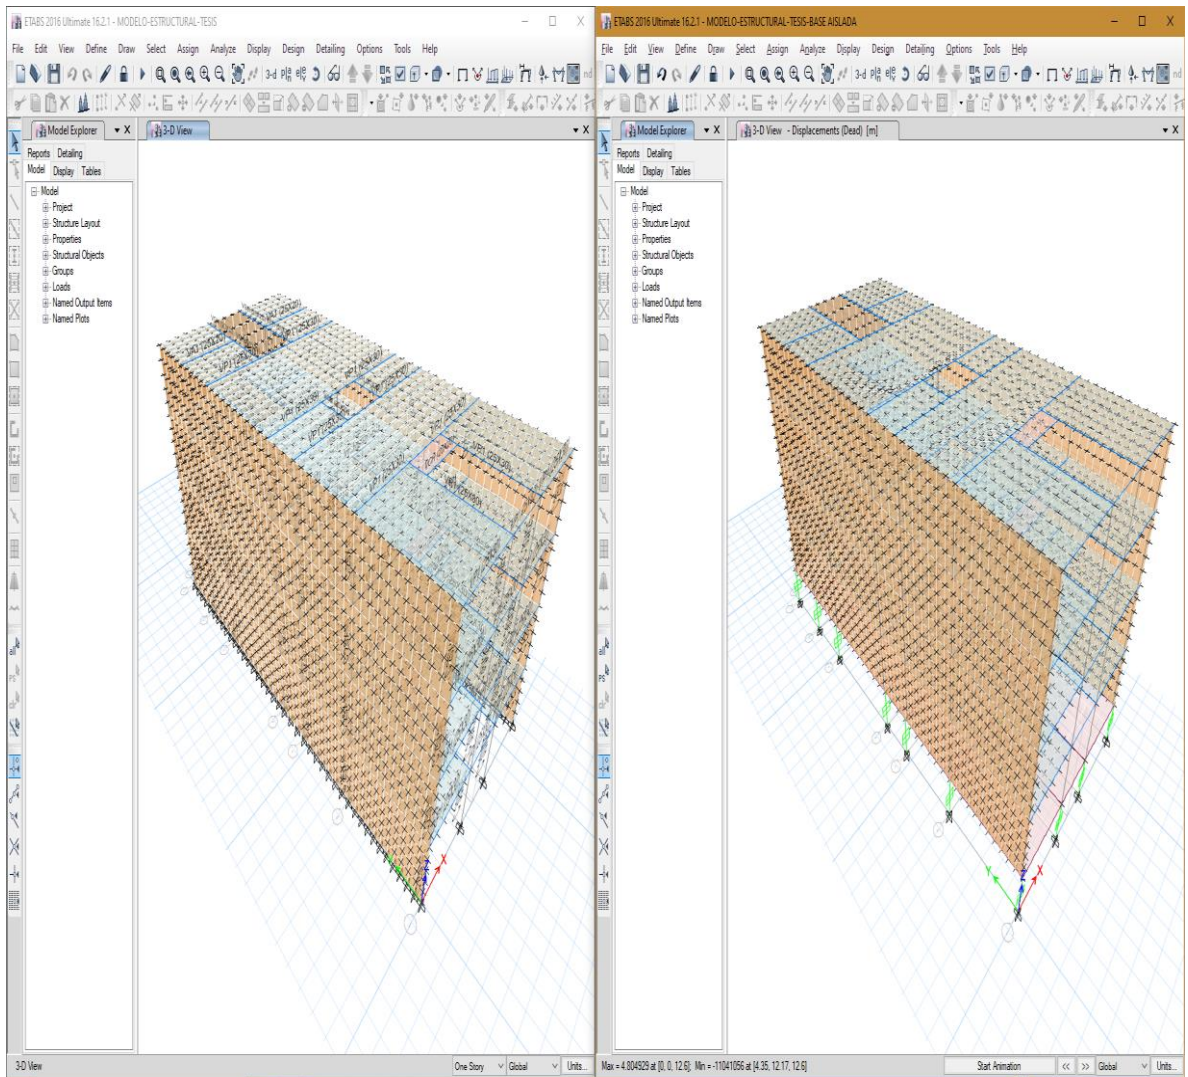 ETABS 2016 Ultimate 16.2.1 - MODELO-ESTRUCTURAL-TESIS
File Edit View Define Draw Select Assign Analyze Display Design Detailing Options Tools Help
3-d
Model Explorer
3-D View
Reports Detailing
Model Display Tables
Model
Project
Structure Layout
Properties
Structural Objects
Groups
Loads
Named Output Items
Named Plots
X
3-D View
One Story
Global
Units...
ETABS 2016 Ultimate 16.2.1 - MODELO-ESTRUCTURAL-TESIS-BASE AISLADA
File Edit View Define Draw Select Assign Analyze Display Design Detailing Options Tools Help
3-d
nd
Model Explorer
3-D View - Displacements (Dead) [m]
Reports Detailing
Model Display Tables
Model
Project
Structure Layout
Properties
Structural Objects
Groups
Loads
Named Output Items
Named Plots
Y
X
Max = 4.804929 at [0, 0, 12.6]; Min = -11041056 at [4.35, 12.17, 12.6]
Start Animation
<<
>>
Global
Units...